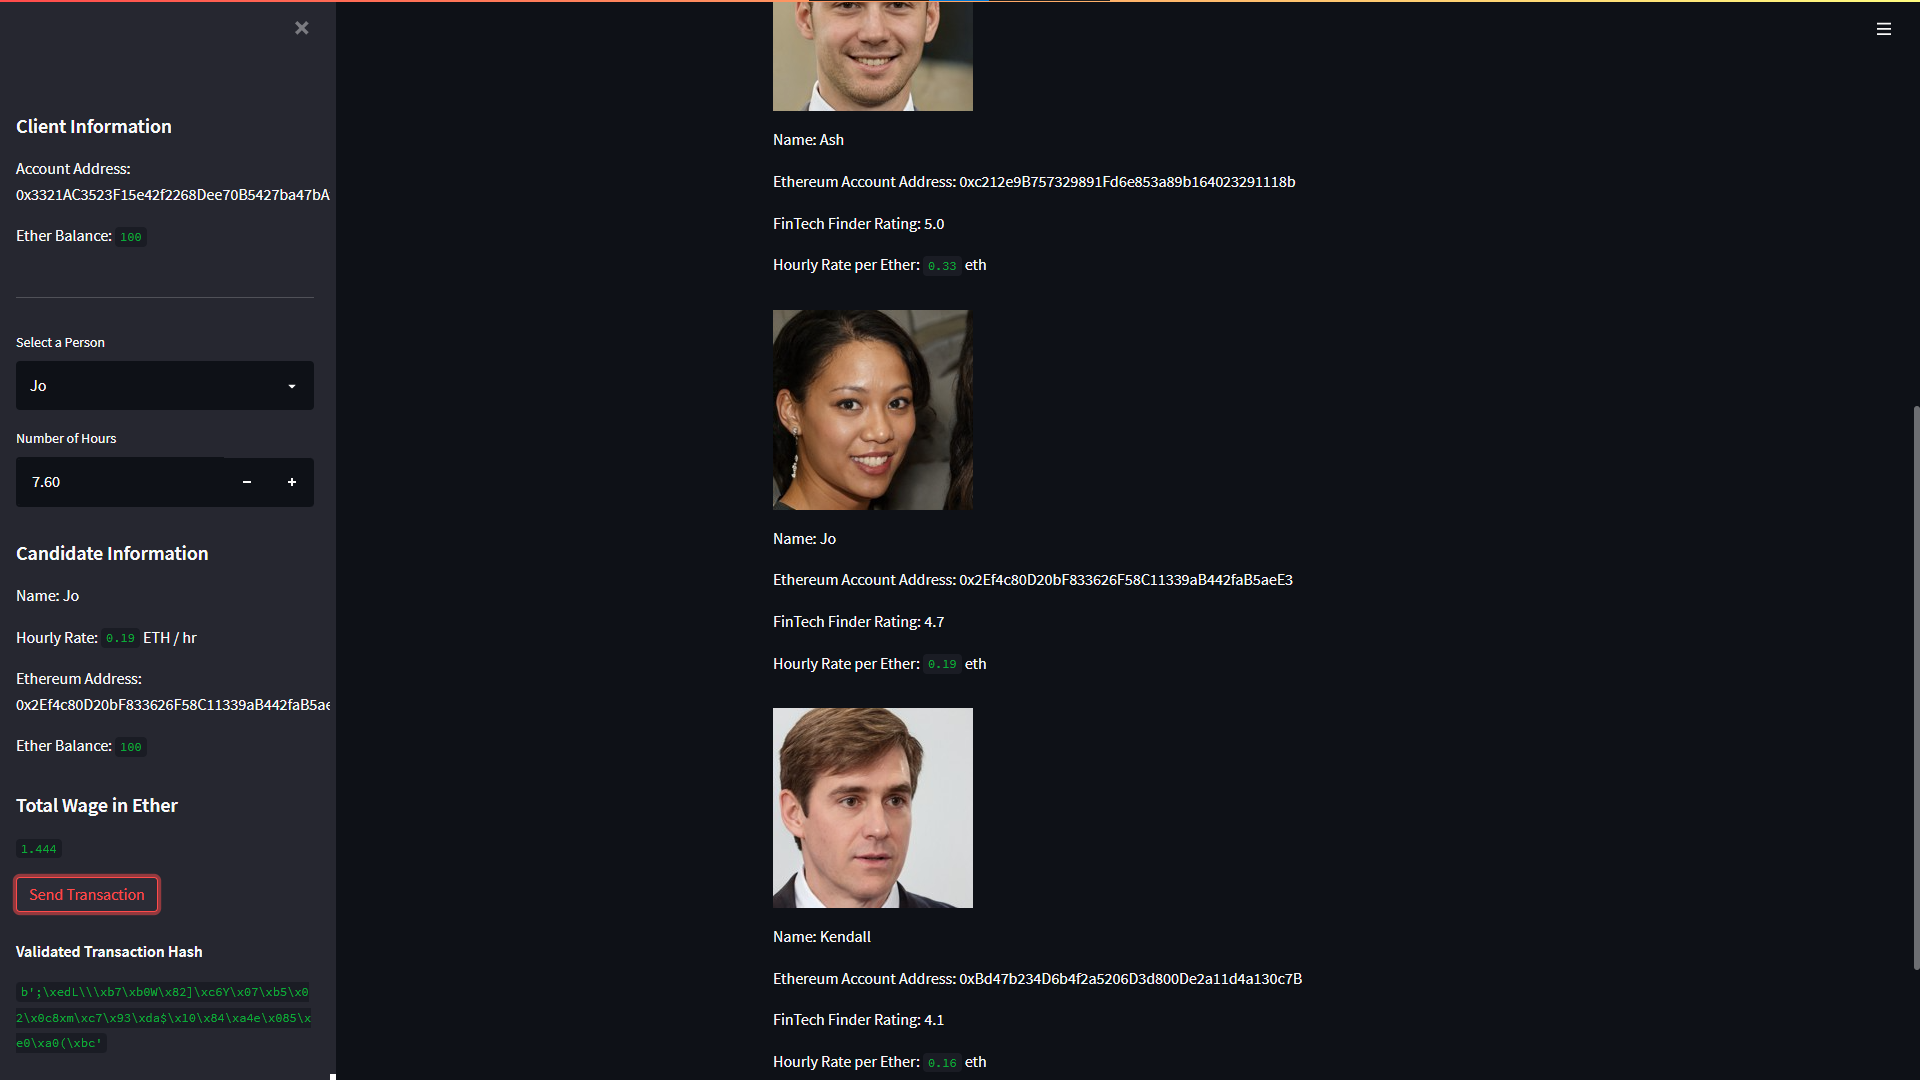 Client Information
Account Address:
0x3321AC3523F15e42f2268Dee70B5427ba47bA
Ether Balance: 100
Select a Person
Jo
Number of Hours
7.60
Candidate Information
Name: Jo
Hourly Rate: 0.19 ETH / hr
Ethereum Address:
0x2Ef4c80D20bF833626F58C11339aB442faB5ae
Ether Balance: 100
Total Wage in Ether
1.444
Send Transaction
Validated Transaction Hash
b';\xedL\\\xb7\xb0W\x82]\xc6Y\x07\xb5\x0
2\x0c8xm\xc7\x93\xda$\x10\x84\xa4e\x085\x
e0\xa0(\xbc'
Name: Ash
Ethereum Account Address: 0xc212e9B757329891Fd6e853a89b164023291118b
FinTech Finder Rating: 5.0
Hourly Rate per Ether: 0.33 eth
Name: Jo
Ethereum Account Address: 0x2Ef4c80D20bF833626F58C11339aB442faB5aeE3
FinTech Finder Rating: 4.7
Hourly Rate per Ether: 0.19 eth
Name: Kendall
Ethereum Account Address: 0xBd47b234D6b4f2a5206D3d800De2a11d4a130c7B
FinTech Finder Rating: 4.1
Hourly Rate per Ether: 0.16 eth